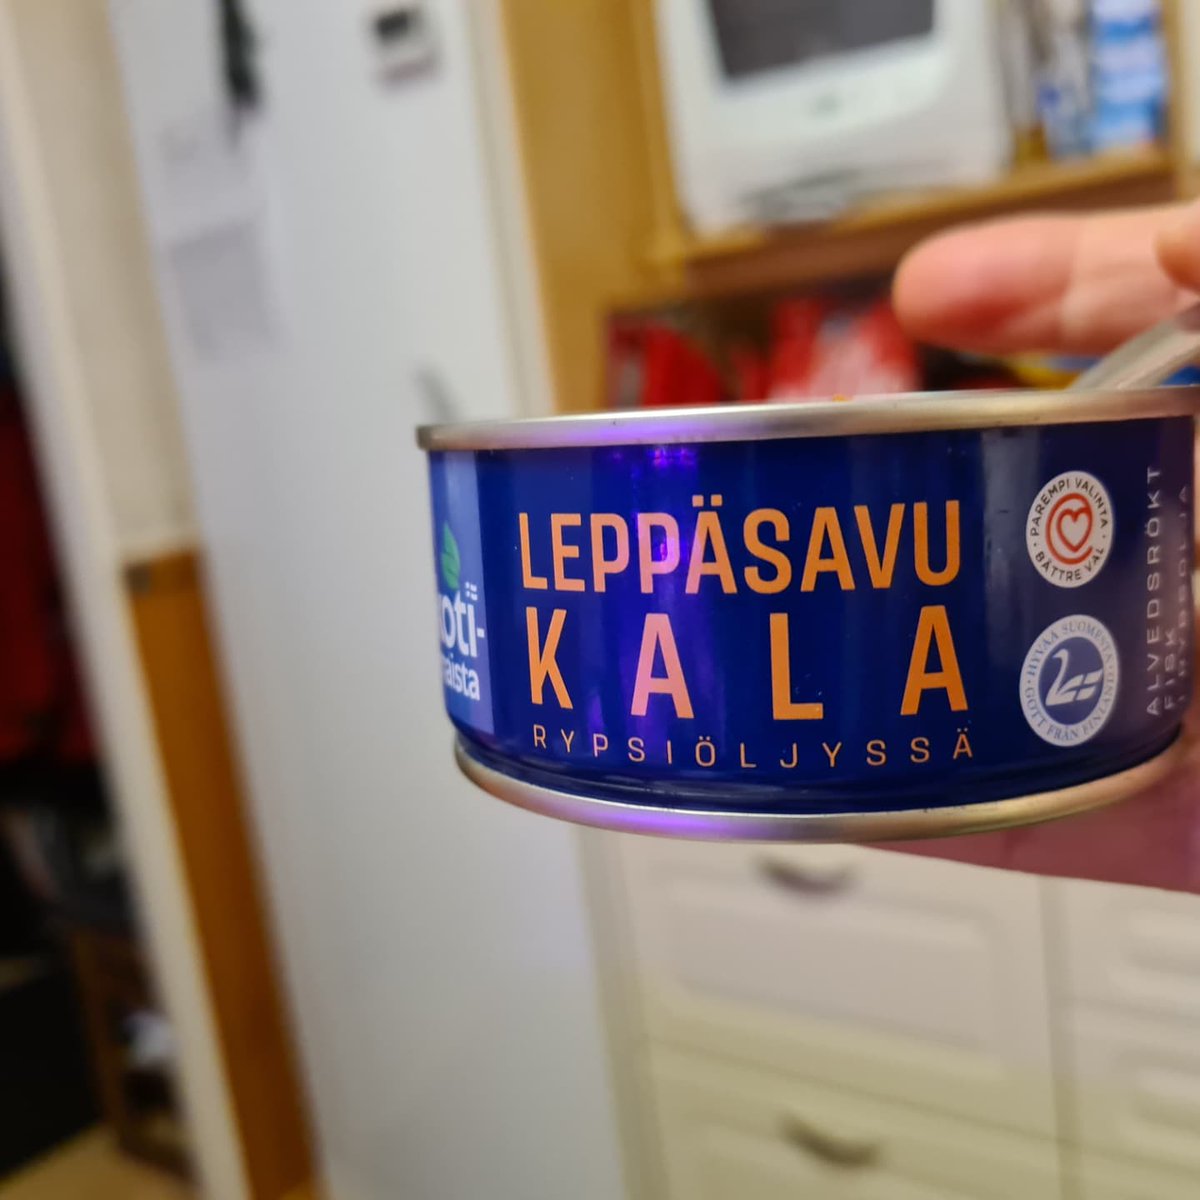 LEPPÄSAVU
KALA
RYPSIÖLJYSSÄ
PAREMPI VALINTA
BÄTTRE VAL
HYVÄÄ SUOMESTA
GOTT FRÅN FINLAND
ALVEDSRÖKT
FISK